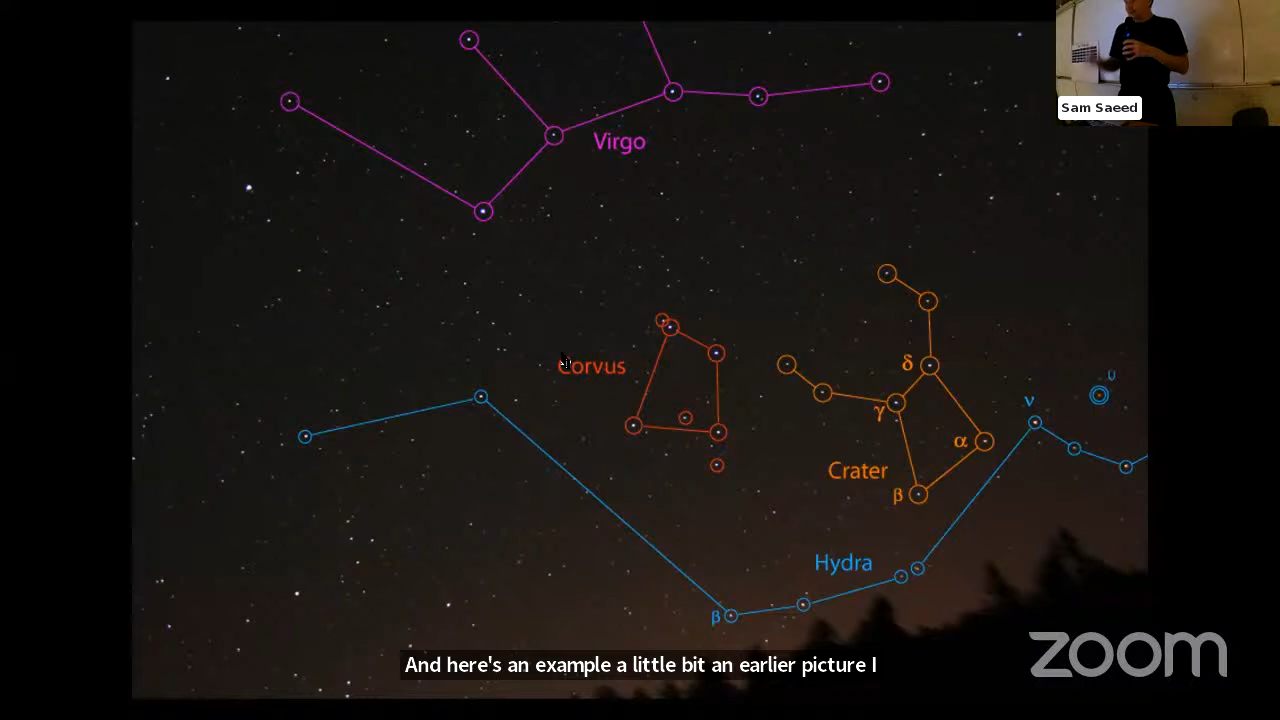 Sam Saeed
Virgo
Corvus
δ
γ
α
Crater
β
ν
υ
Hydra
β
And here's an example a little bit an earlier picture I
zoom